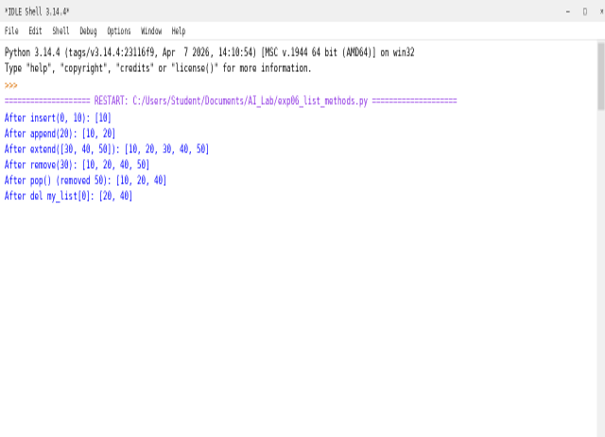 *IDLE Shell 3.14.4*
File Edit Shell Debug Options Window Help
Python 3.14.4 (tags/v3.14.4:23116f9, Apr  7 2026, 14:10:54) [MSC v.1944 64 bit (AMD64)] on win32
Type "help", "copyright", "credits" or "license()" for more information.
>>>
==================== RESTART: C:/Users/Student/Documents/AI_Lab/exp06_list_methods.py ====================
After insert(0, 10): [10]
After append(20): [10, 20]
After extend([30, 40, 50]): [10, 20, 30, 40, 50]
After remove(30): [10, 20, 40, 50]
After pop() (removed 50): [10, 20, 40]
After del my_list[0]: [20, 40]